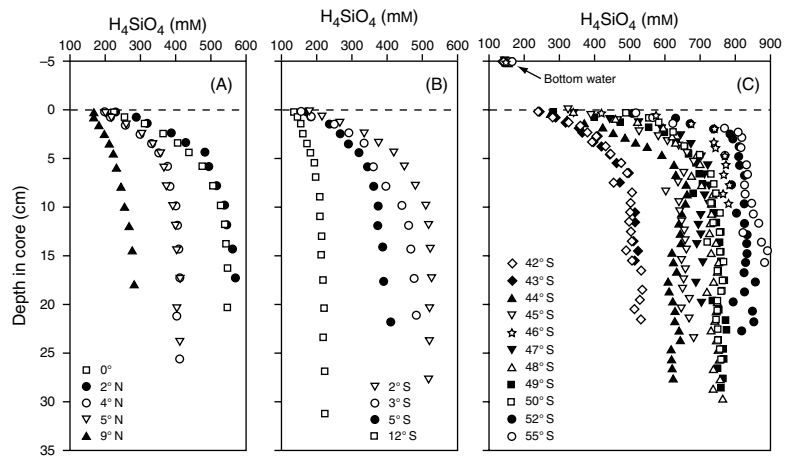 H₄SiO₄ (mM)
100 200 300 400 500 600
H₄SiO₄ (mM)
100 200 300 400 500 600
H₄SiO₄ (mM)
100 200 300 400 500 600 700 800 900
Depth in core (cm)
−5
0
5
10
15
20
25
30
35
(A)
0°
2° N
4° N
5° N
9° N
(B)
2° S
3° S
5° S
12° S
(C)
Bottom water
42° S
43° S
44° S
45° S
46° S
47° S
48° S
49° S
50° S
52° S
55° S